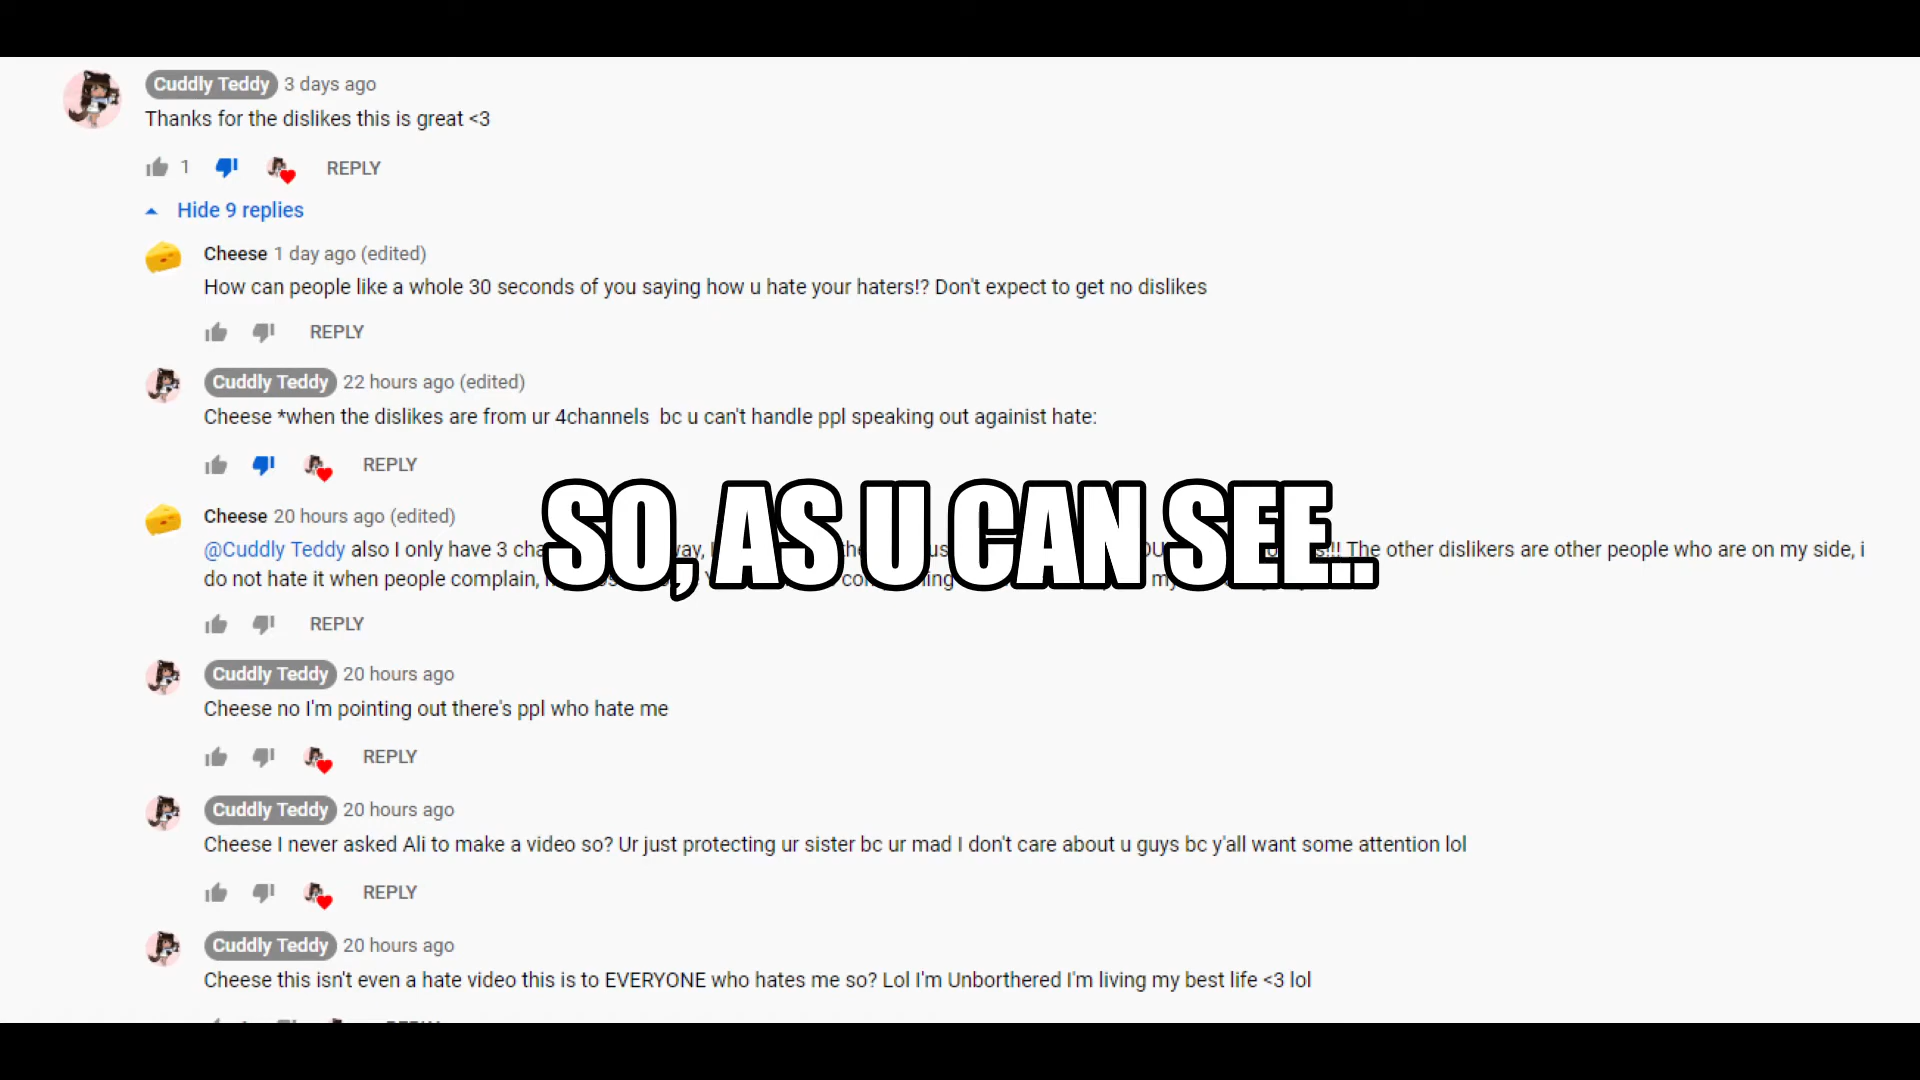 Cuddly Teddy 3 days ago
Thanks for the dislikes this is great <3
1 REPLY
Hide 9 replies
Cheese 1 day ago (edited)
How can people like a whole 30 seconds of you saying how u hate your haters!? Don't expect to get no dislikes
REPLY
Cuddly Teddy 22 hours ago (edited)
Cheese *when the dislikes are from ur 4channels bc u can't handle ppl speaking out againist hate:
REPLY
SO, AS U CAN SEE..
Cheese 20 hours ago (edited)
@Cuddly Teddy also I only have 3 The other dislikers are other people who are on my side, i
do not hate it when people complain,
REPLY
Cuddly Teddy 20 hours ago
Cheese no I'm pointing out there's ppl who hate me
REPLY
Cuddly Teddy 20 hours ago
Cheese I never asked Ali to make a video so? Ur just protecting ur sister bc ur mad I don't care about u guys bc y'all want some attention lol
REPLY
Cuddly Teddy 20 hours ago
Cheese this isn't even a hate video this is to EVERYONE who hates me so? Lol I'm Unborthered I'm living my best life <3 lol